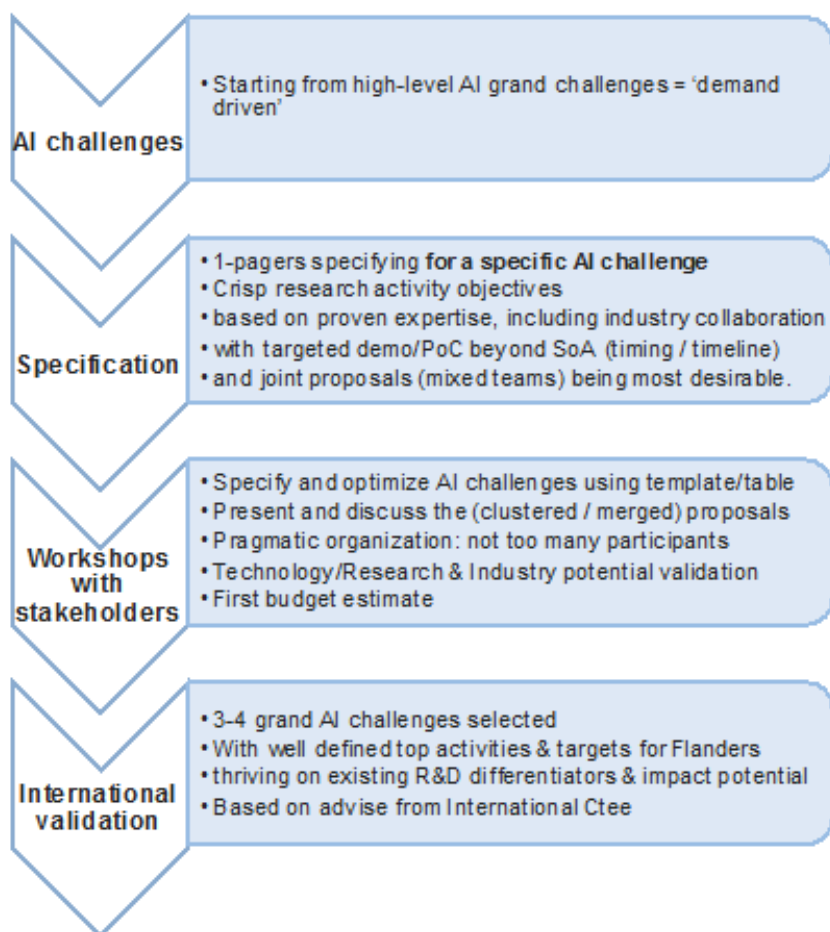 AI challenges
• Starting from high-level AI grand challenges = ‘demand
driven’
Specification
• 1-pagers specifying for a specific AI challenge
• Crisp research activity objectives
• based on proven expertise, including industry collaboration
• with targeted demo/PoC beyond SoA (timing / timeline)
• and joint proposals (mixed teams) being most desirable.
Workshops
with
stakeholders
• Specify and optimize AI challenges using template/table
• Present and discuss the (clustered / merged) proposals
• Pragmatic organization: not too many participants
• Technology/Research & Industry potential validation
• First budget estimate
International
validation
• 3-4 grand AI challenges selected
• With well defined top activities & targets for Flanders
• thriving on existing R&D differentiators & impact potential
• Based on advise from International Ctee